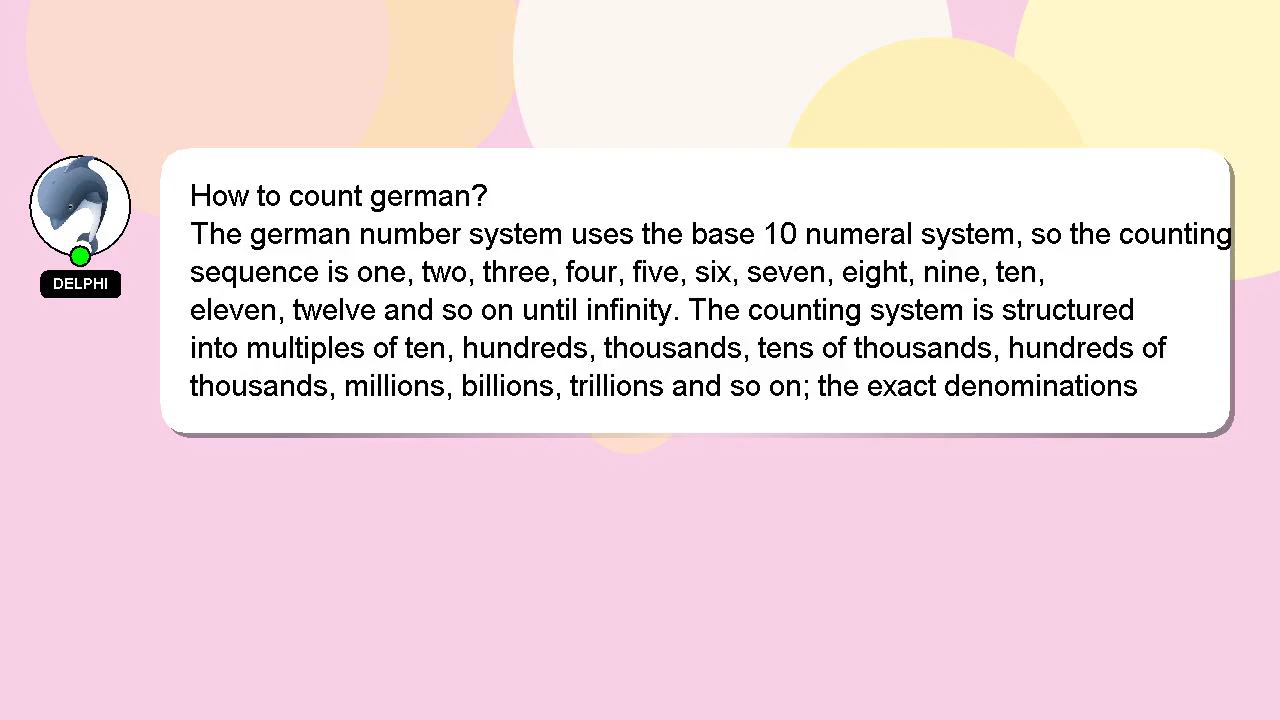 How to count german?
The german number system uses the base 10 numeral system, so the counting
sequence is one, two, three, four, five, six, seven, eight, nine, ten,
eleven, twelve and so on until infinity. The counting system is structured
into multiples of ten, hundreds, thousands, tens of thousands, hundreds of
thousands, millions, billions, trillions and so on; the exact denominations
DELPHI